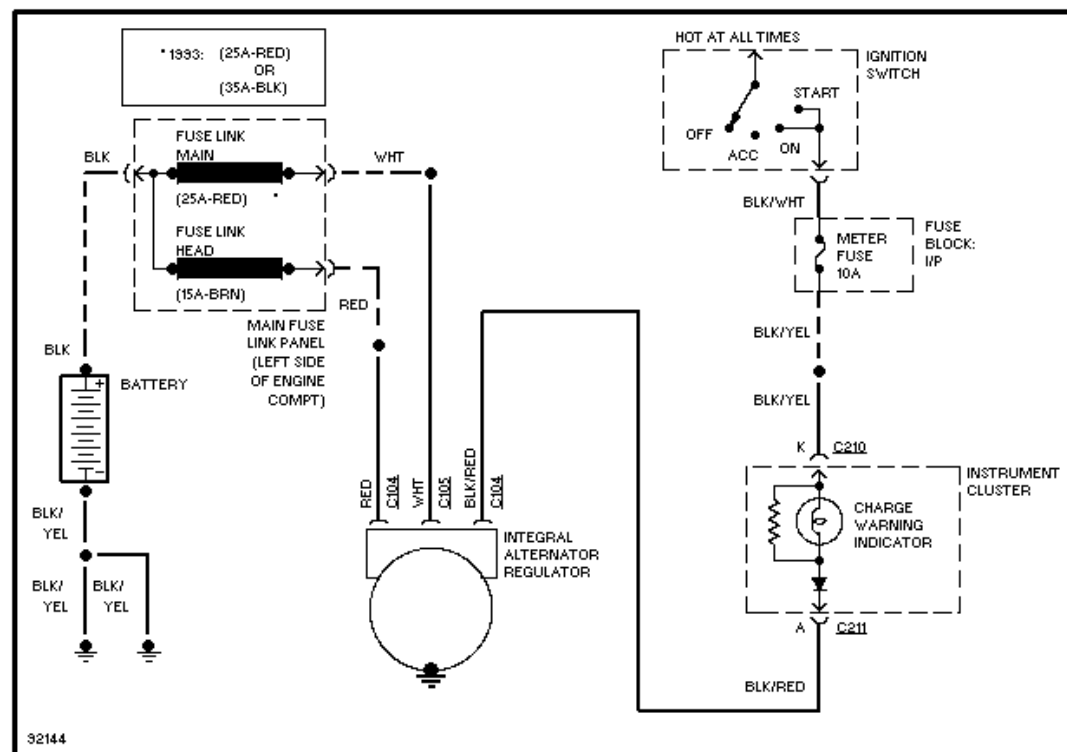 * 1993: (25A-RED)
OR
(35A-BLK)
FUSE LINK
MAIN
BLK
WHT
(25A-RED) *
FUSE LINK
HEAD
(15A-BRN)
RED
MAIN FUSE
LINK PANEL
(LEFT SIDE
OF ENGINE
COMPT)
BLK
+
BATTERY
-
BLK/
YEL
BLK/
YEL
BLK/
YEL
RED
C104
WHT
C105
BLK/RED
C104
INTEGRAL
ALTERNATOR
REGULATOR
HOT AT ALL TIMES
IGNITION
SWITCH
START
OFF
ACC
ON
BLK/WHT
METER
FUSE
10A
FUSE
BLOCK:
I/P
BLK/YEL
BLK/YEL
K C210
INSTRUMENT
CLUSTER
CHARGE
WARNING
INDICATOR
A C211
BLK/RED
92144